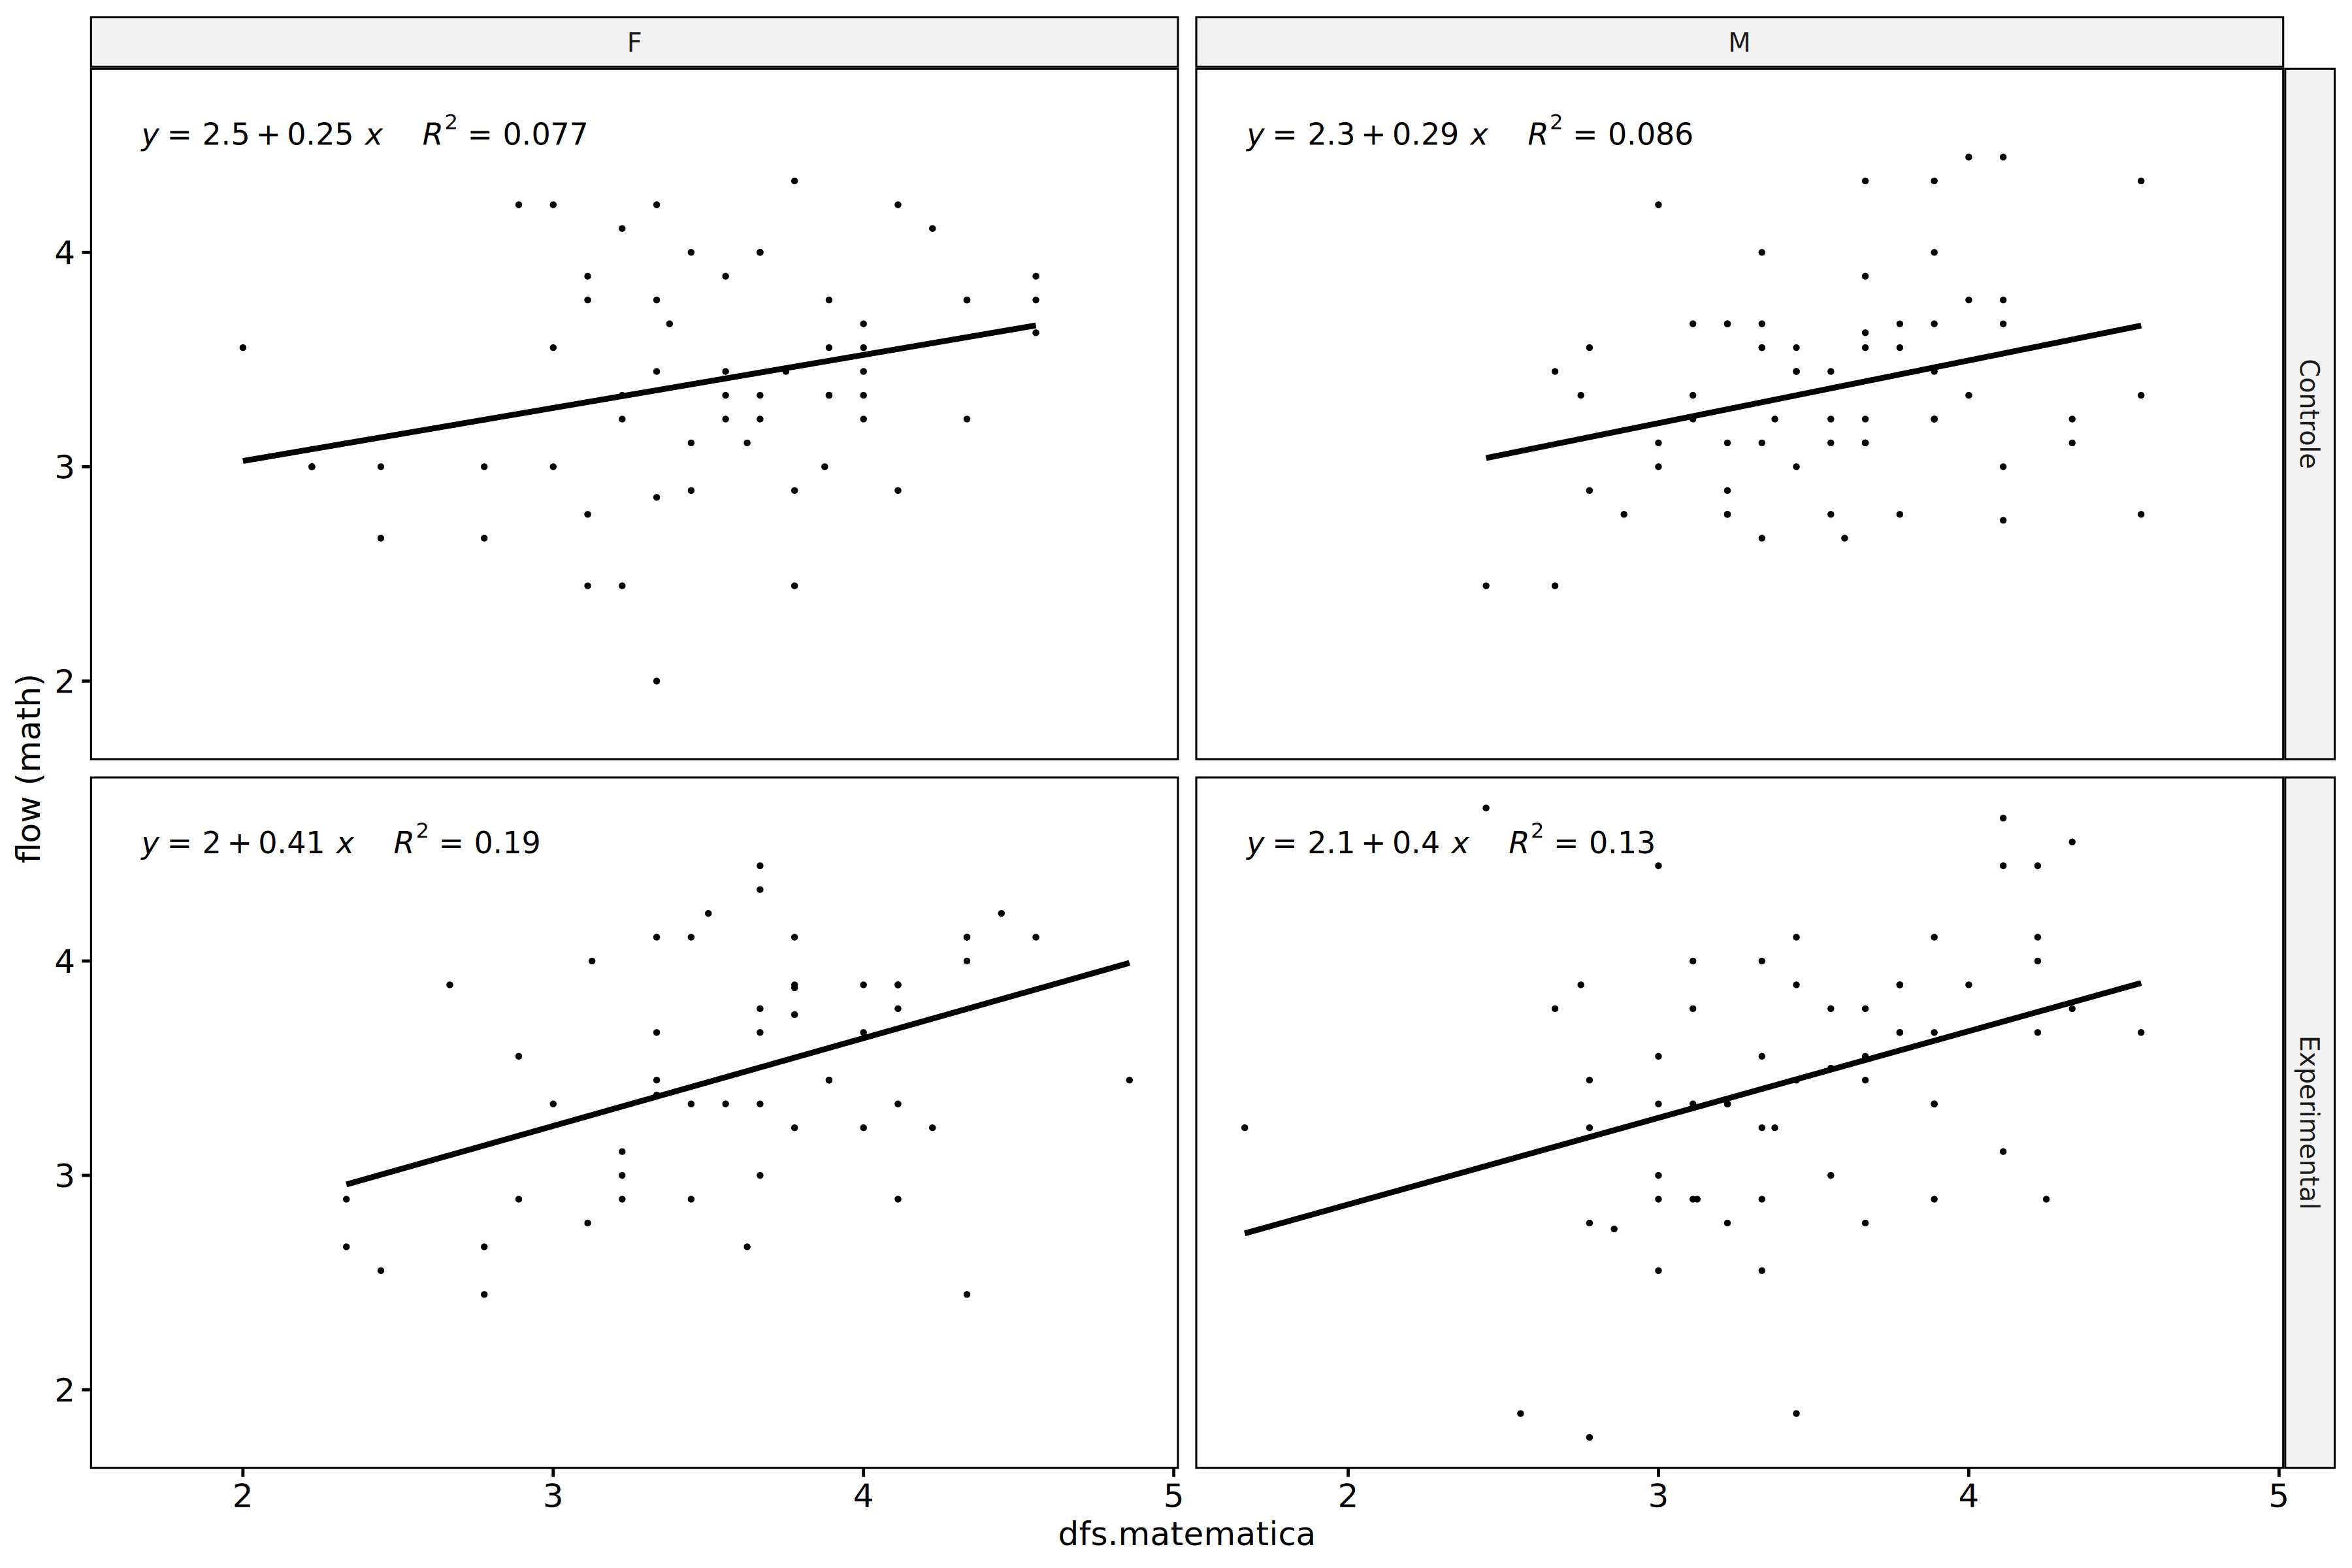 F
M
y = 2.5 + 0.25 x R² = 0.077
y = 2.3 + 0.29 x R² = 0.086
Controle
4
3
2
flow (math)
y = 2 + 0.41 x R² = 0.19
y = 2.1 + 0.4 x R² = 0.13
Experimental
4
3
2
2 3 4 5
2 3 4 5
dfs.matematica